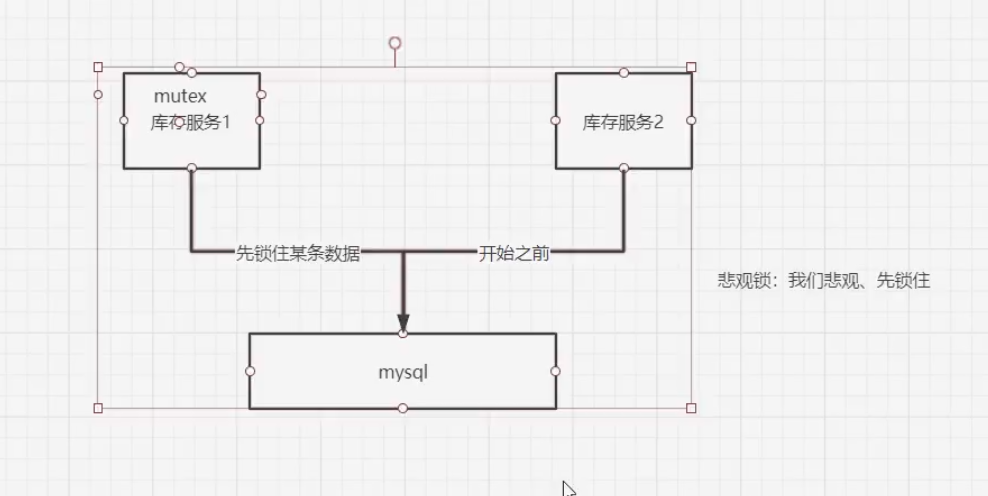 mutex
库存服务1
库存服务2
先锁住某条数据
开始之前
悲观锁：我们悲观、先锁住
mysql